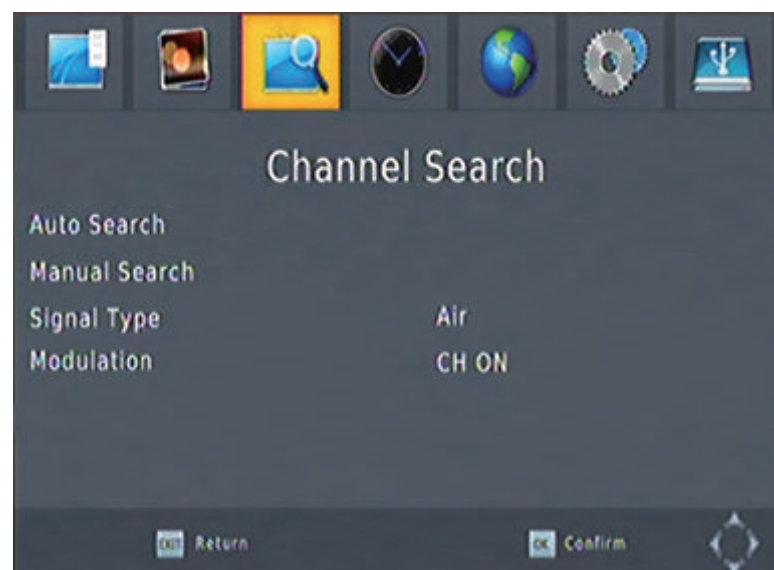 Channel Search
Auto Search
Manual Search
Signal Type Air
Modulation CH ON
EXIT Return OK Confirm